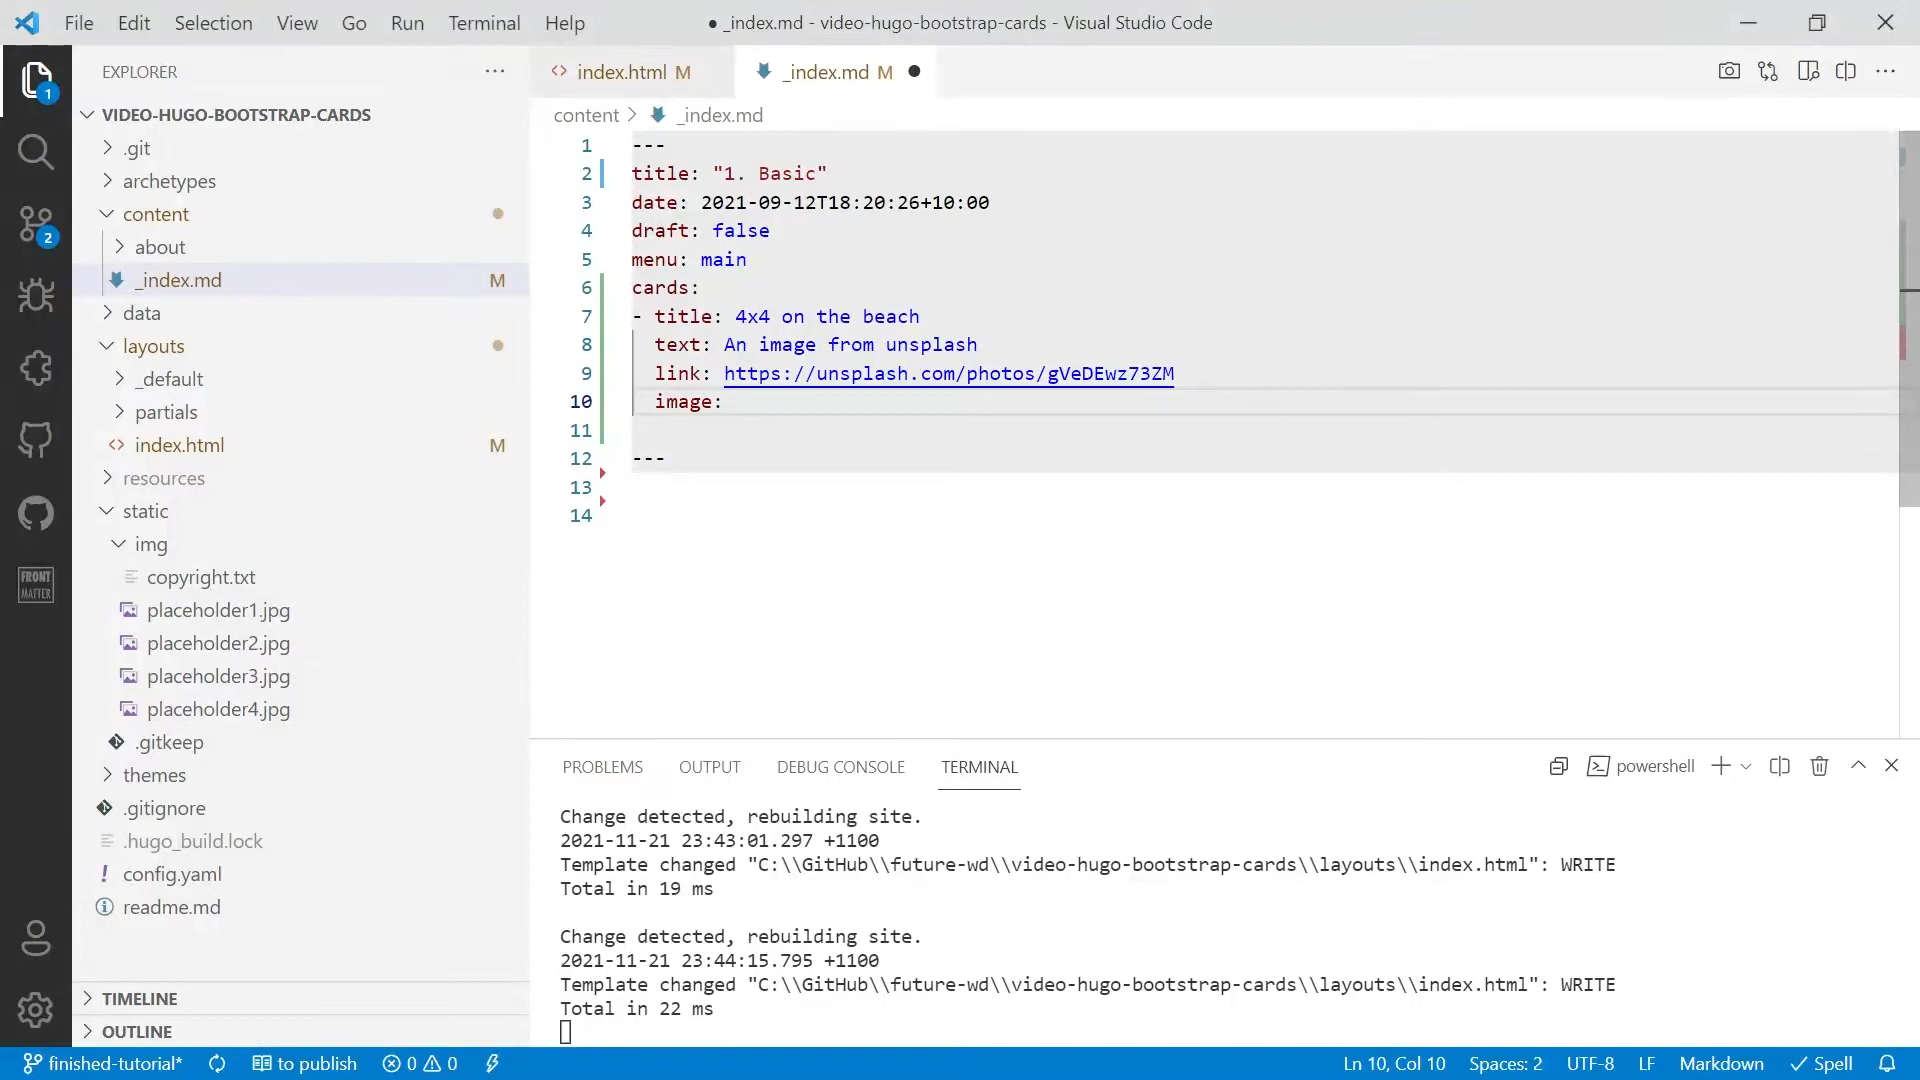 File Edit Selection View Go Run Terminal Help
● _index.md - video-hugo-bootstrap-cards - Visual Studio Code
EXPLORER
VIDEO-HUGO-BOOTSTRAP-CARDS
.git
archetypes
content
about
_index.md M
data
layouts
_default
partials
index.html M
resources
static
img
copyright.txt
placeholder1.jpg
placeholder2.jpg
placeholder3.jpg
placeholder4.jpg
.gitkeep
themes
.gitignore
.hugo_build.lock
config.yaml
readme.md
TIMELINE
OUTLINE
1
2
FRONT
MATTER
index.html M
_index.md M
content > _index.md
1 ---
2 title: "1. Basic"
3 date: 2021-09-12T18:20:26+10:00
4 draft: false
5 menu: main
6 cards:
7 - title: 4x4 on the beach
8 text: An image from unsplash
9 link: https://unsplash.com/photos/gVeDEwz73ZM
10 image:
11
12 ---
13
14
PROBLEMS OUTPUT DEBUG CONSOLE TERMINAL
powershell
Change detected, rebuilding site.
2021-11-21 23:43:01.297 +1100
Template changed "C:\\GitHub\\future-wd\\video-hugo-bootstrap-cards\\layouts\\index.html": WRITE
Total in 19 ms
Change detected, rebuilding site.
2021-11-21 23:44:15.795 +1100
Template changed "C:\\GitHub\\future-wd\\video-hugo-bootstrap-cards\\layouts\\index.html": WRITE
Total in 22 ms
finished-tutorial* to publish 0 0 Ln 10, Col 10 Spaces: 2 UTF-8 LF Markdown Spell